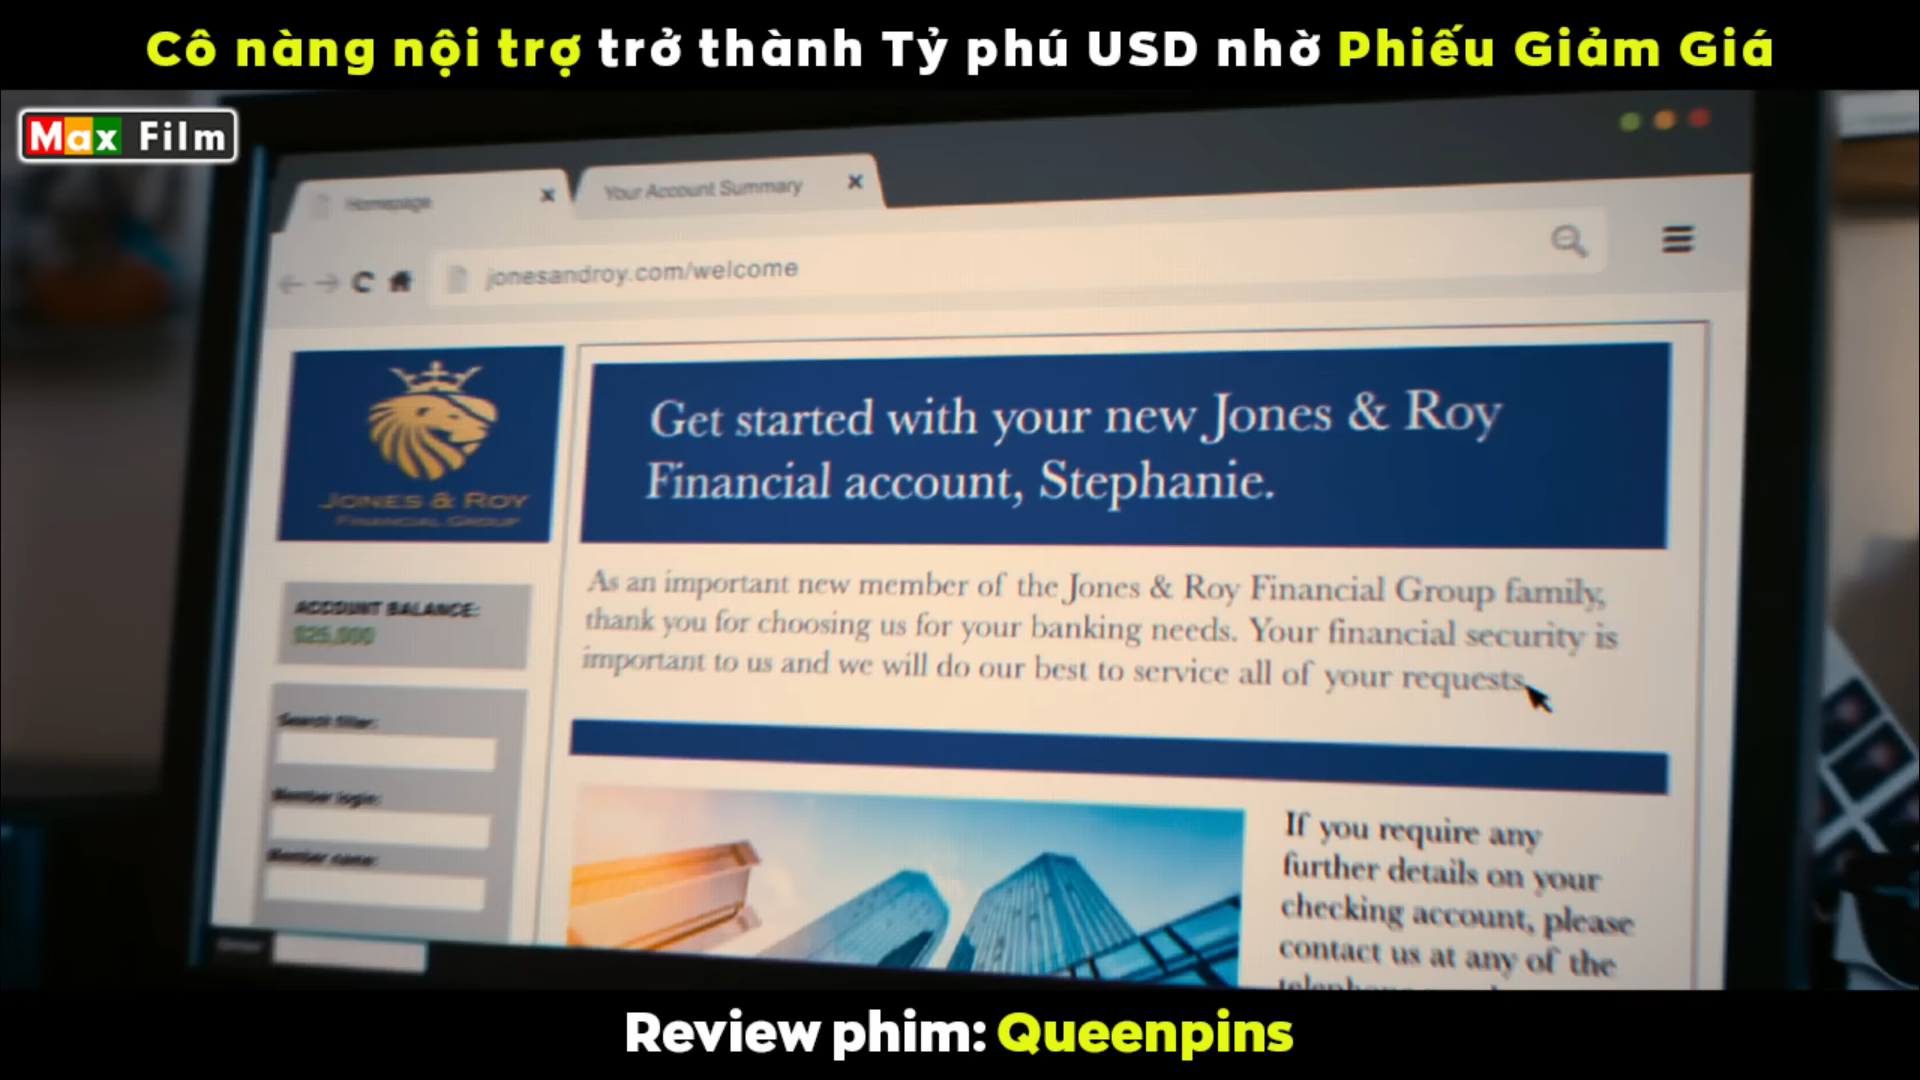 Cô nàng nội trợ trở thành Tỷ phú USD nhờ Phiếu Giảm Giá
Max Film
Homepage
Your Account Summary
jonesandroy.com/welcome
JONES & ROY
FINANCIAL GROUP
Get started with your new Jones & Roy
Financial account, Stephanie.
As an important new member of the Jones & Roy Financial Group family,
thank you for choosing us for your banking needs. Your financial security is
important to us and we will do our best to service all of your requests.
ACCOUNT BALANCE:
$25,000
Search filter:
Member login:
Member name:
If you require any
further details on your
checking account, please
contact us at any of the
Review phim: Queenpins